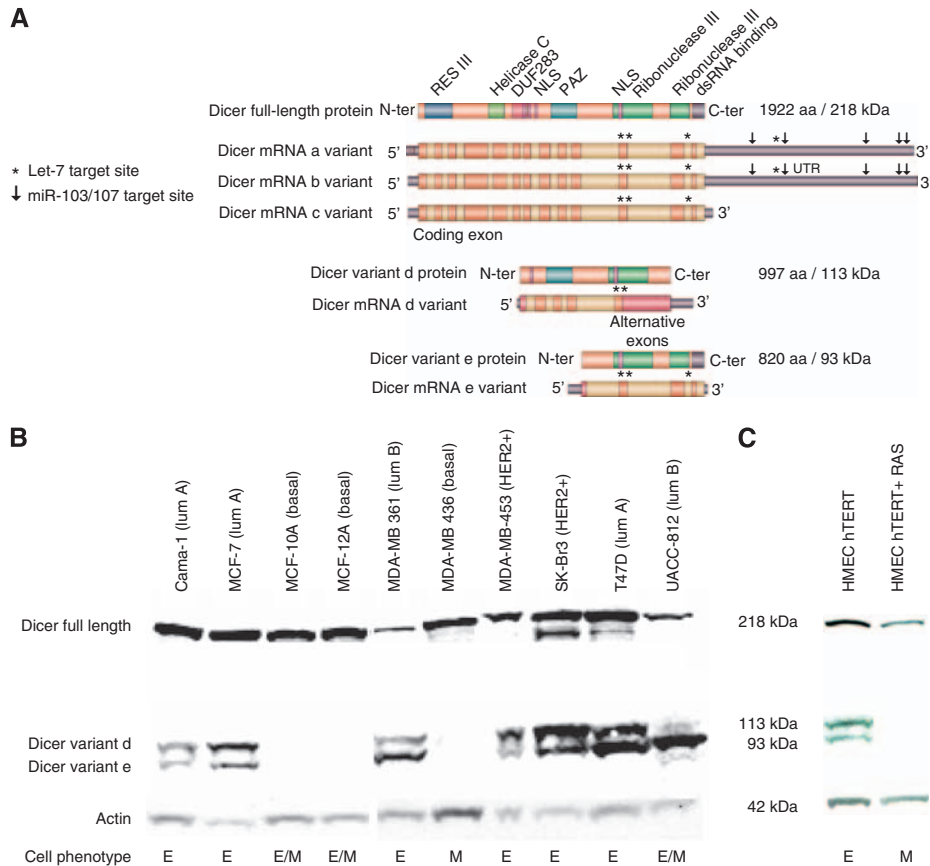 A
RES III
Helicase C
DUF283
NLS
PAZ
NLS
Ribonuclease III
Ribonuclease III
dsRNA binding
Dicer full-length protein N-ter C-ter 1922 aa / 218 kDa
** *
↓ *↓ ↓ ↓↓
Dicer mRNA a variant 5’ 3’
* Let-7 target site
** *
↓ *↓ UTR ↓ ↓↓
Dicer mRNA b variant 5’ 3
↓ miR-103/107 target site
** *
Dicer mRNA c variant 5’ 3’
Coding exon
Dicer variant d protein N-ter C-ter 997 aa / 113 kDa
**
Dicer mRNA d variant 5’ 3’
Alternative
exons
Dicer variant e protein N-ter C-ter 820 aa / 93 kDa
** *
Dicer mRNA e variant 5’ 3’
B
Cama-1 (lum A)
MCF-7 (lum A)
MCF-10A (basal)
MCF-12A (basal)
MDA-MB 361 (lum B)
MDA-MB 436 (basal)
MDA-MB-453 (HER2+)
SK-Br3 (HER2+)
T47D (lum A)
UACC-812 (lum B)
Dicer full length
Dicer variant d
Dicer variant e
Actin
Cell phenotype E E E/M E/M E M E E E E/M
C
HMEC hTERT
HMEC hTERT+ RAS
218 kDa
113 kDa
93 kDa
42 kDa
E M